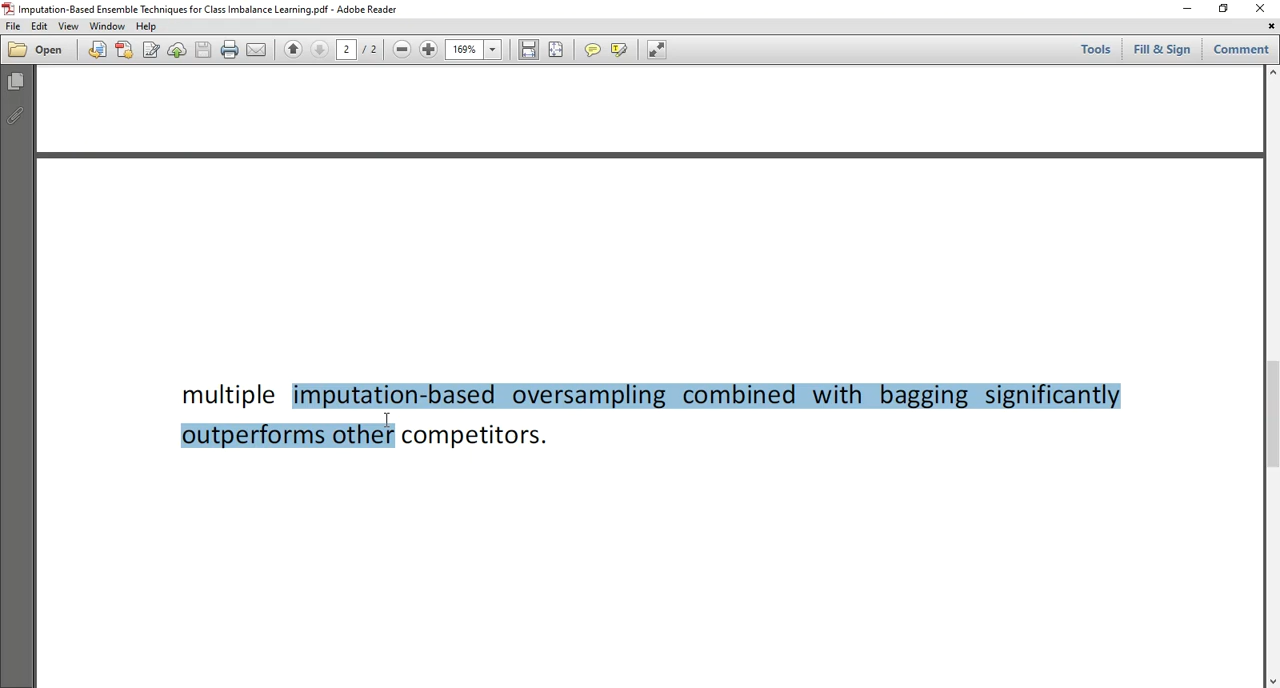 Imputation-Based Ensemble Techniques for Class Imbalance Learning.pdf - Adobe Reader
File Edit View Window Help
Open 2 / 2 169% Tools Fill & Sign Comment
multiple imputation-based oversampling combined with bagging significantly
outperforms other competitors.